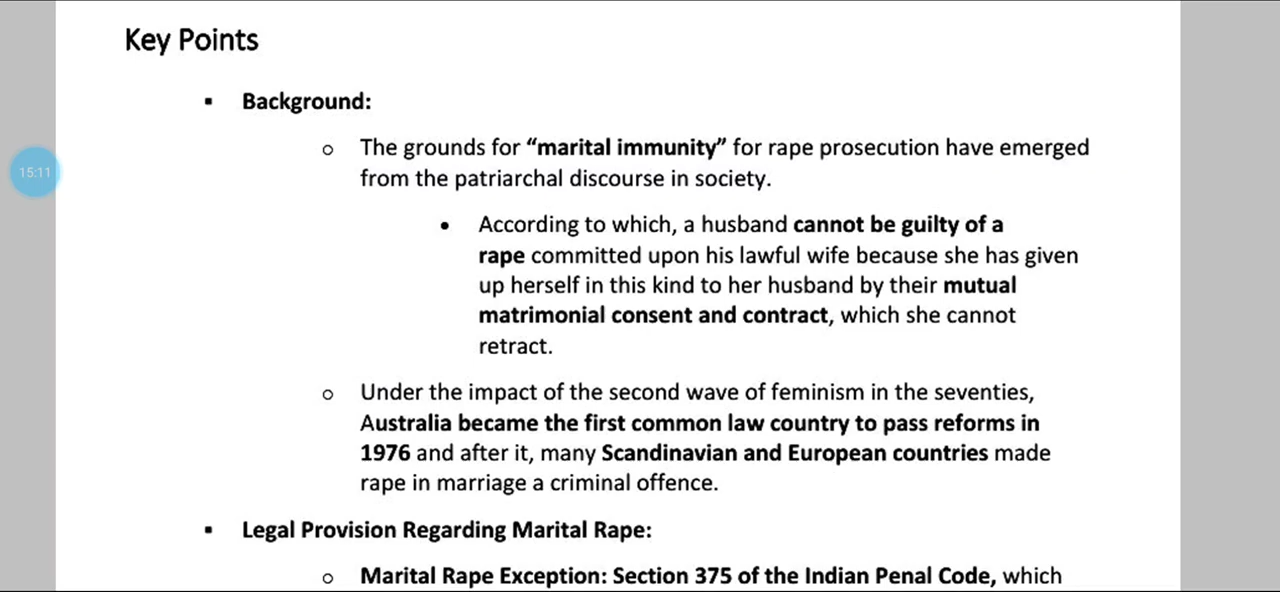 Key Points
▪ Background:
o The grounds for “marital immunity” for rape prosecution have emerged
from the patriarchal discourse in society.
15:11
• According to which, a husband cannot be guilty of a
rape committed upon his lawful wife because she has given
up herself in this kind to her husband by their mutual
matrimonial consent and contract, which she cannot
retract.
o Under the impact of the second wave of feminism in the seventies,
Australia became the first common law country to pass reforms in
1976 and after it, many Scandinavian and European countries made
rape in marriage a criminal offence.
▪ Legal Provision Regarding Marital Rape:
o Marital Rape Exception: Section 375 of the Indian Penal Code, which